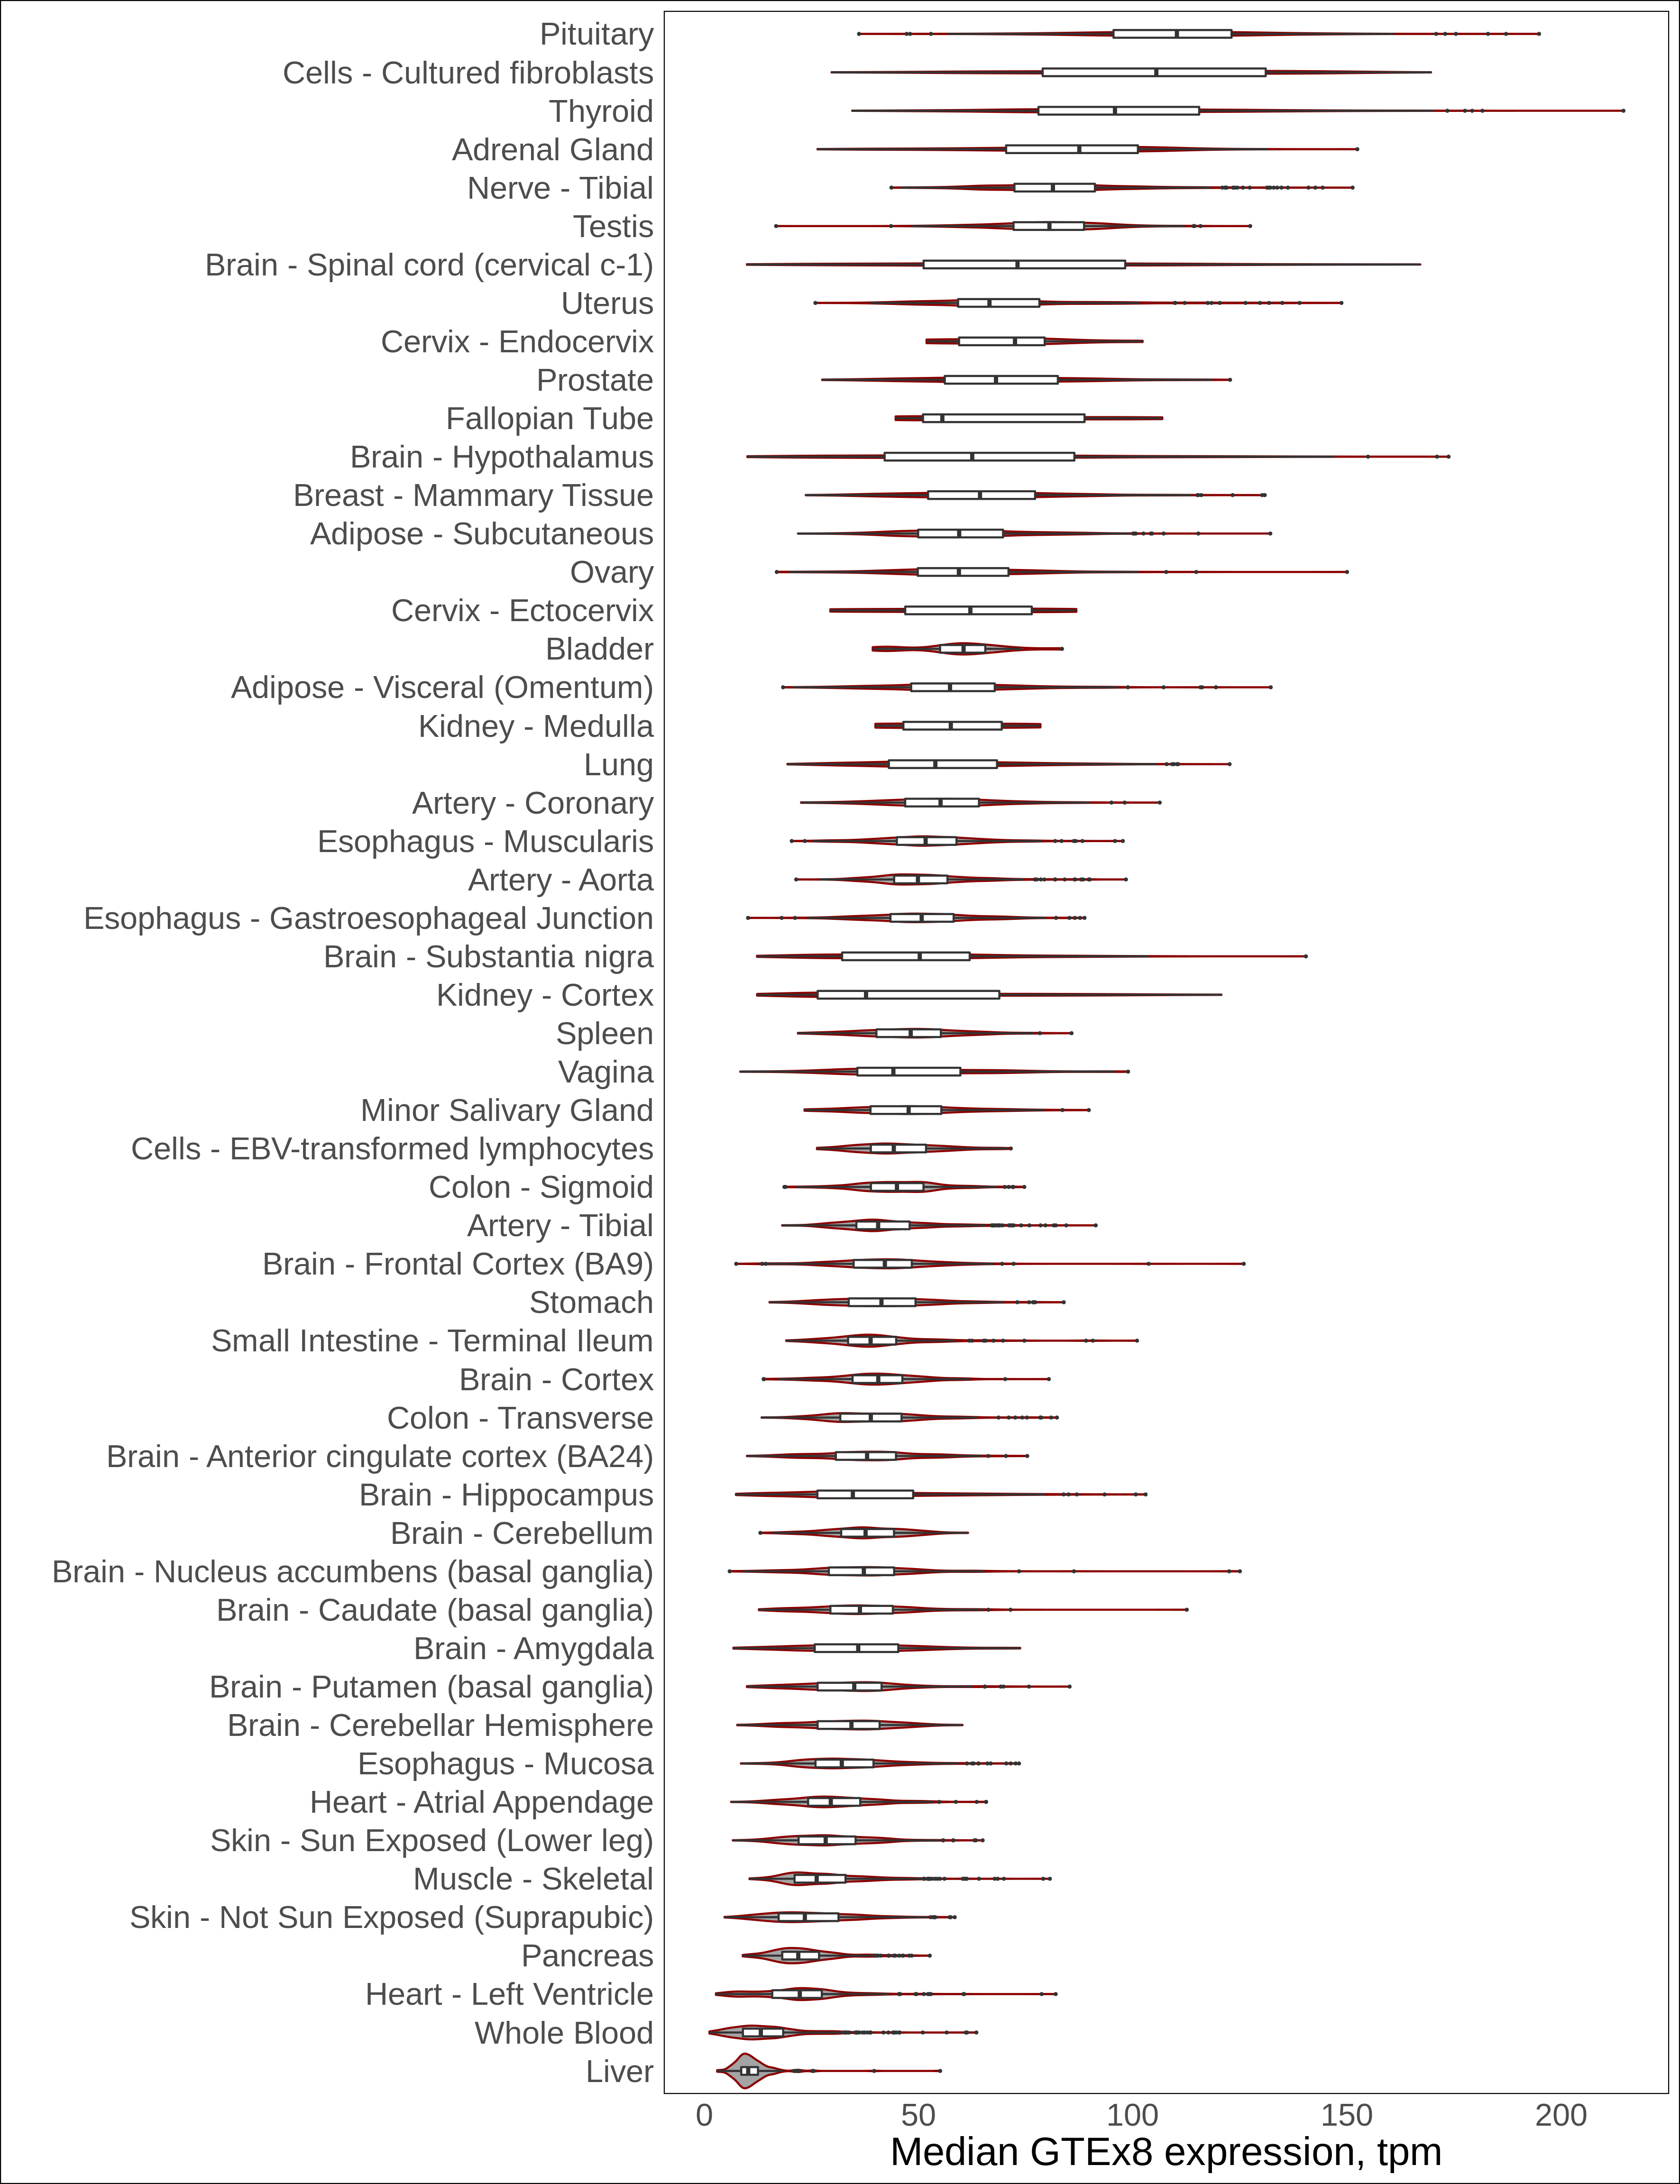 Pituitary
Cells - Cultured fibroblasts
Thyroid
Adrenal Gland
Nerve - Tibial
Testis
Brain - Spinal cord (cervical c-1)
Uterus
Cervix - Endocervix
Prostate
Fallopian Tube
Brain - Hypothalamus
Breast - Mammary Tissue
Adipose - Subcutaneous
Ovary
Cervix - Ectocervix
Bladder
Adipose - Visceral (Omentum)
Kidney - Medulla
Lung
Artery - Coronary
Esophagus - Muscularis
Artery - Aorta
Esophagus - Gastroesophageal Junction
Brain - Substantia nigra
Kidney - Cortex
Spleen
Vagina
Minor Salivary Gland
Cells - EBV-transformed lymphocytes
Colon - Sigmoid
Artery - Tibial
Brain - Frontal Cortex (BA9)
Stomach
Small Intestine - Terminal Ileum
Brain - Cortex
Colon - Transverse
Brain - Anterior cingulate cortex (BA24)
Brain - Hippocampus
Brain - Cerebellum
Brain - Nucleus accumbens (basal ganglia)
Brain - Caudate (basal ganglia)
Brain - Amygdala
Brain - Putamen (basal ganglia)
Brain - Cerebellar Hemisphere
Esophagus - Mucosa
Heart - Atrial Appendage
Skin - Sun Exposed (Lower leg)
Muscle - Skeletal
Skin - Not Sun Exposed (Suprapubic)
Pancreas
Heart - Left Ventricle
Whole Blood
Liver
0 50 100 150 200
Median GTEx8 expression, tpm